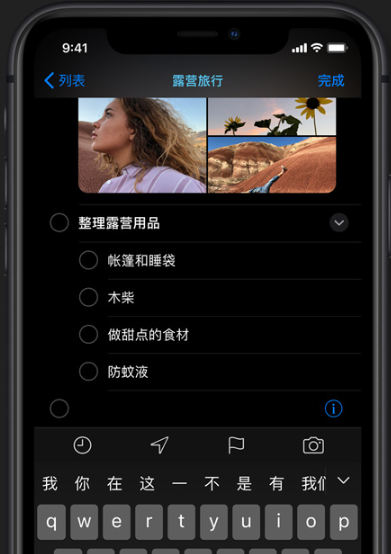 9:41
列表
露营旅行
完成
整理露营用品
帐篷和睡袋
木柴
做甜点的食材
防蚊液
我 你 在 这 一 不 是 有 我们
q w e r t y u i o p